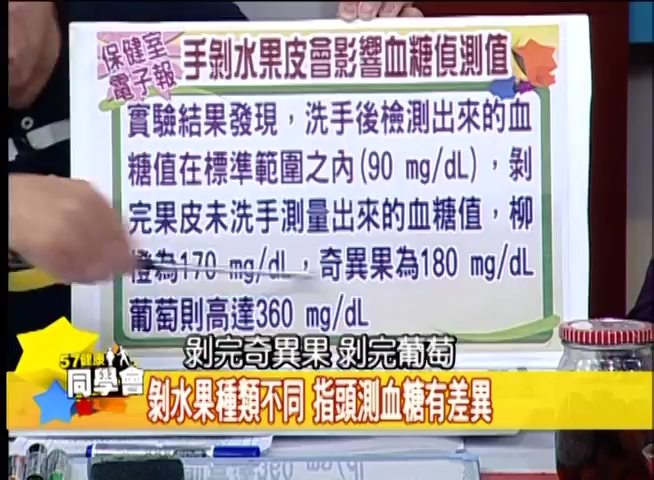 保健室
電子報
手剝水果皮會影響血糖偵測值
實驗結果發現，洗手後檢測出來的血
糖值在標準範圍之內(90 mg/dL)，剝
完果皮未洗手測量出來的血糖值，柳
橙為170 mg/dL，奇異果為180 mg/dL
葡萄則高達360 mg/dL
剝完奇異果 剝完葡萄
57健康
同學會
剝水果種類不同 指頭測血糖有差異